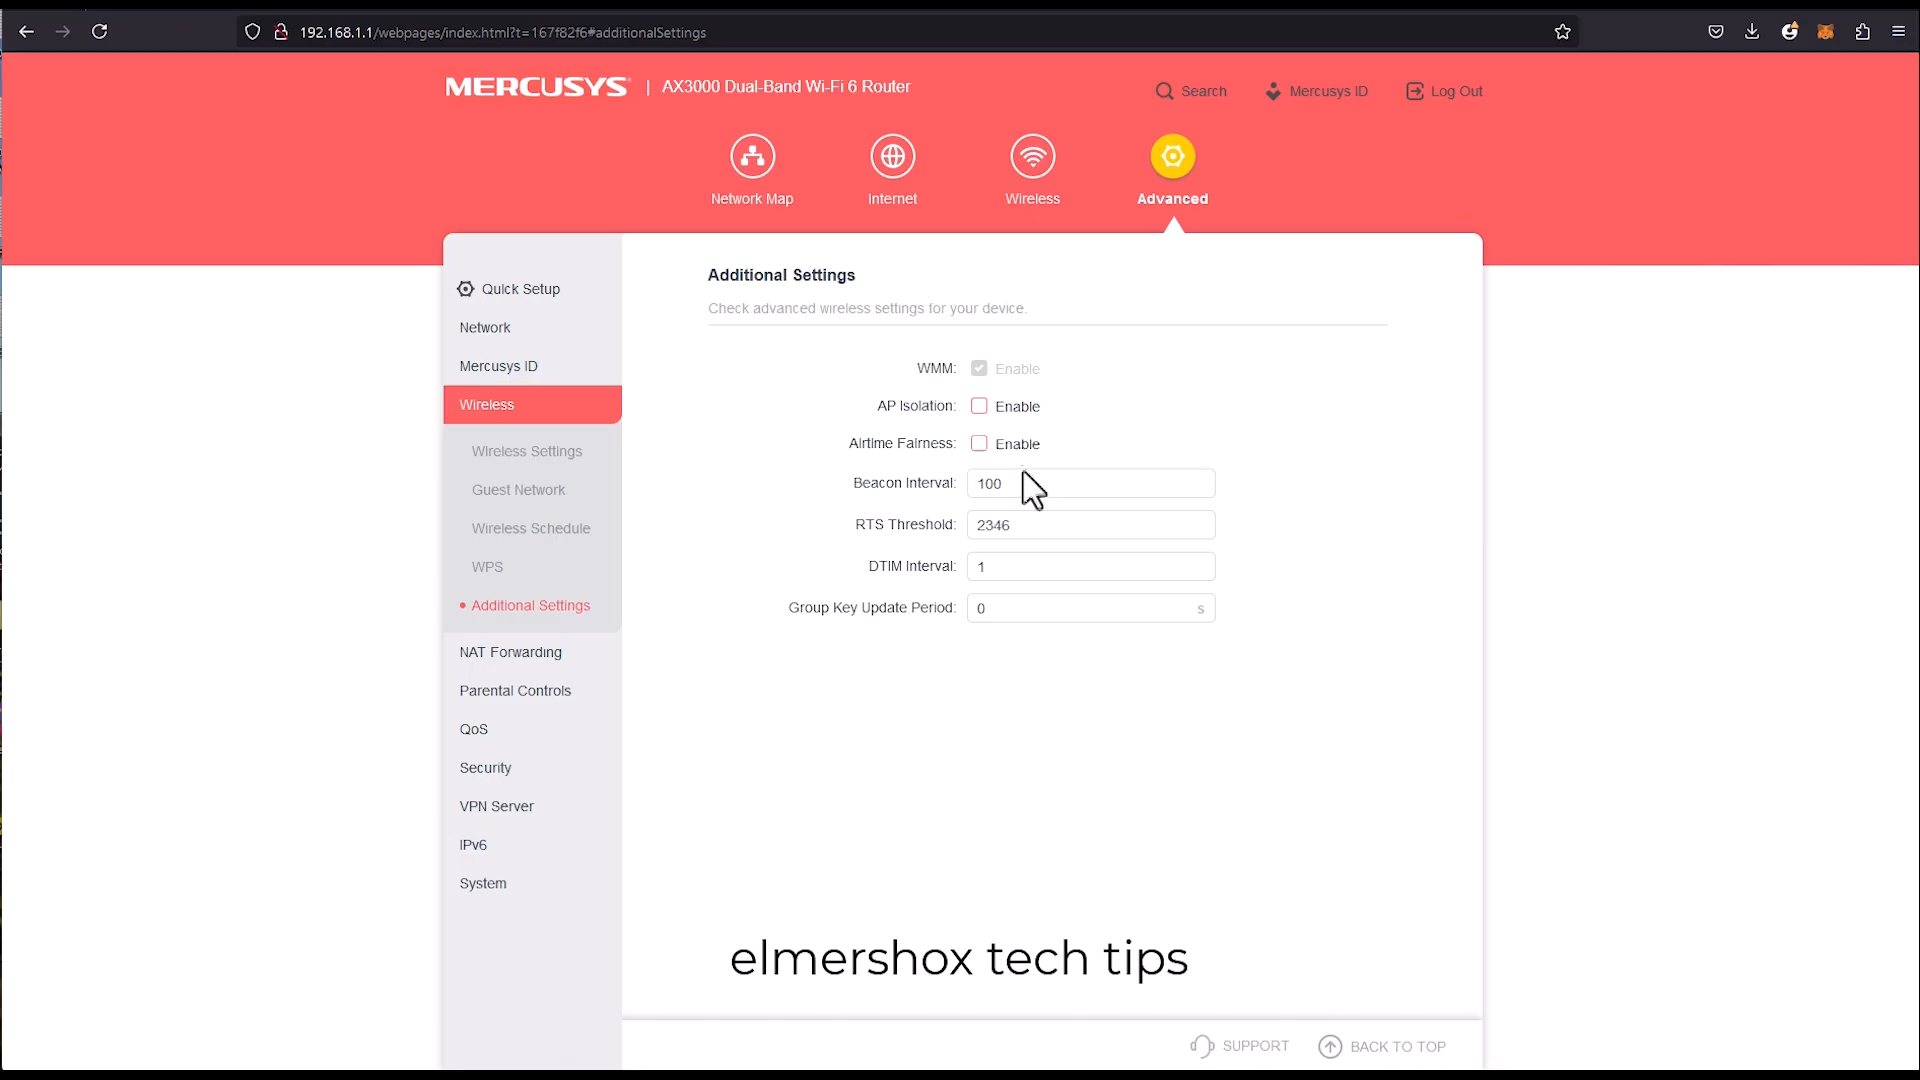 192.168.1.1/webpages/index.html?t=167f82f6#additionalSettings
MERCUSYS | AX3000 Dual-Band Wi-Fi 6 Router
Search
Mercusys ID
Log Out
Network Map
Internet
Wireless
Advanced
Quick Setup
Network
Mercusys ID
Wireless
Wireless Settings
Guest Network
Wireless Schedule
WPS
Additional Settings
NAT Forwarding
Parental Controls
QoS
Security
VPN Server
IPv6
System
Additional Settings
Check advanced wireless settings for your device.
WMM: Enable
AP Isolation: Enable
Airtime Fairness: Enable
Beacon Interval: 100
RTS Threshold: 2346
DTIM Interval: 1
Group Key Update Period: 0 s
elmershox tech tips
SUPPORT
BACK TO TOP